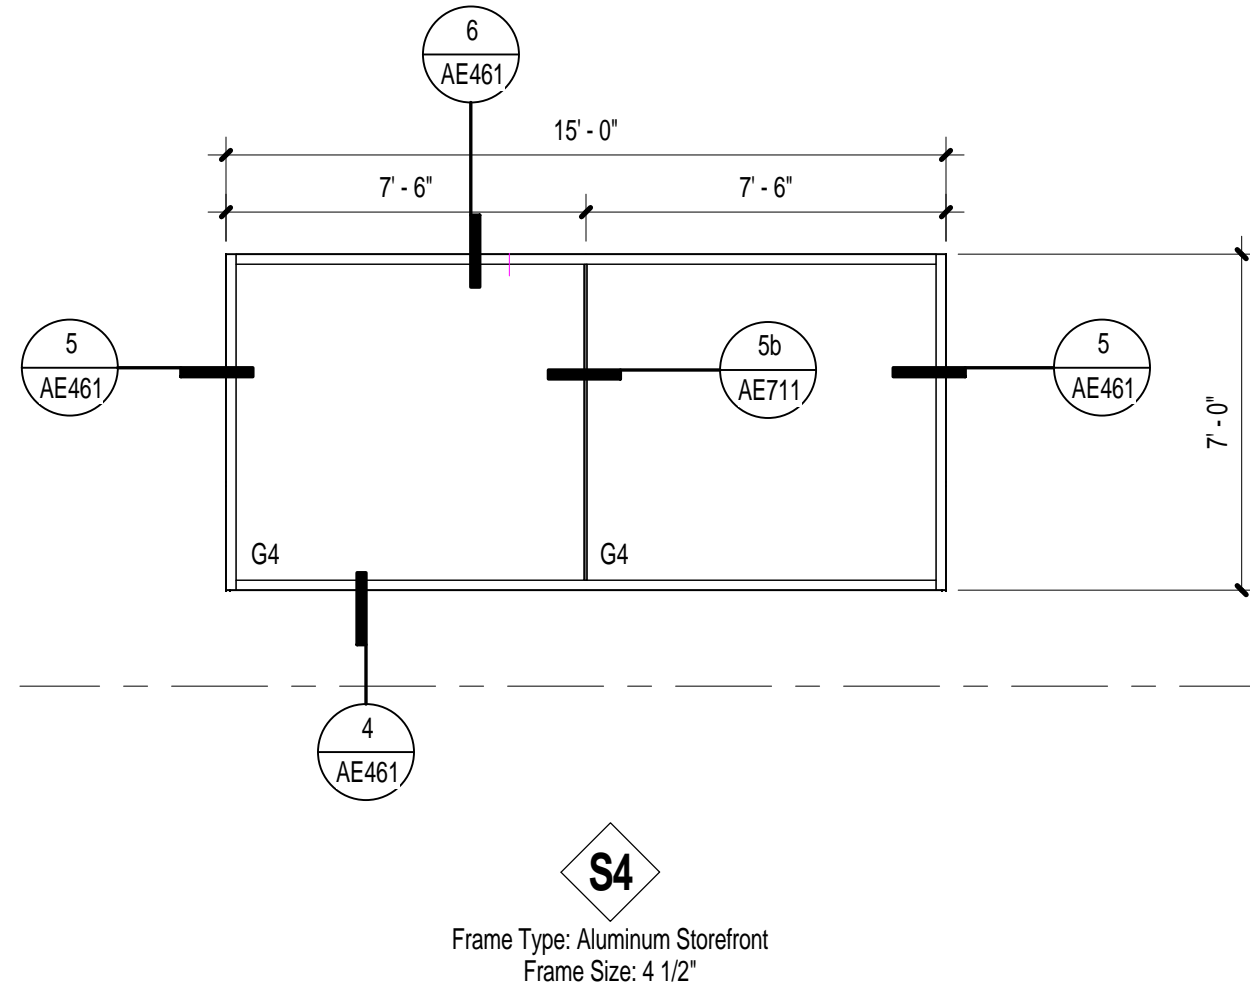 6
AE461
15' - 0"
7' - 6"
7' - 6"
5
AE461
5b
AE711
5
AE461
7' - 0"
G4
G4
4
AE461
S4
Frame Type: Aluminum Storefront
Frame Size: 4 1/2"